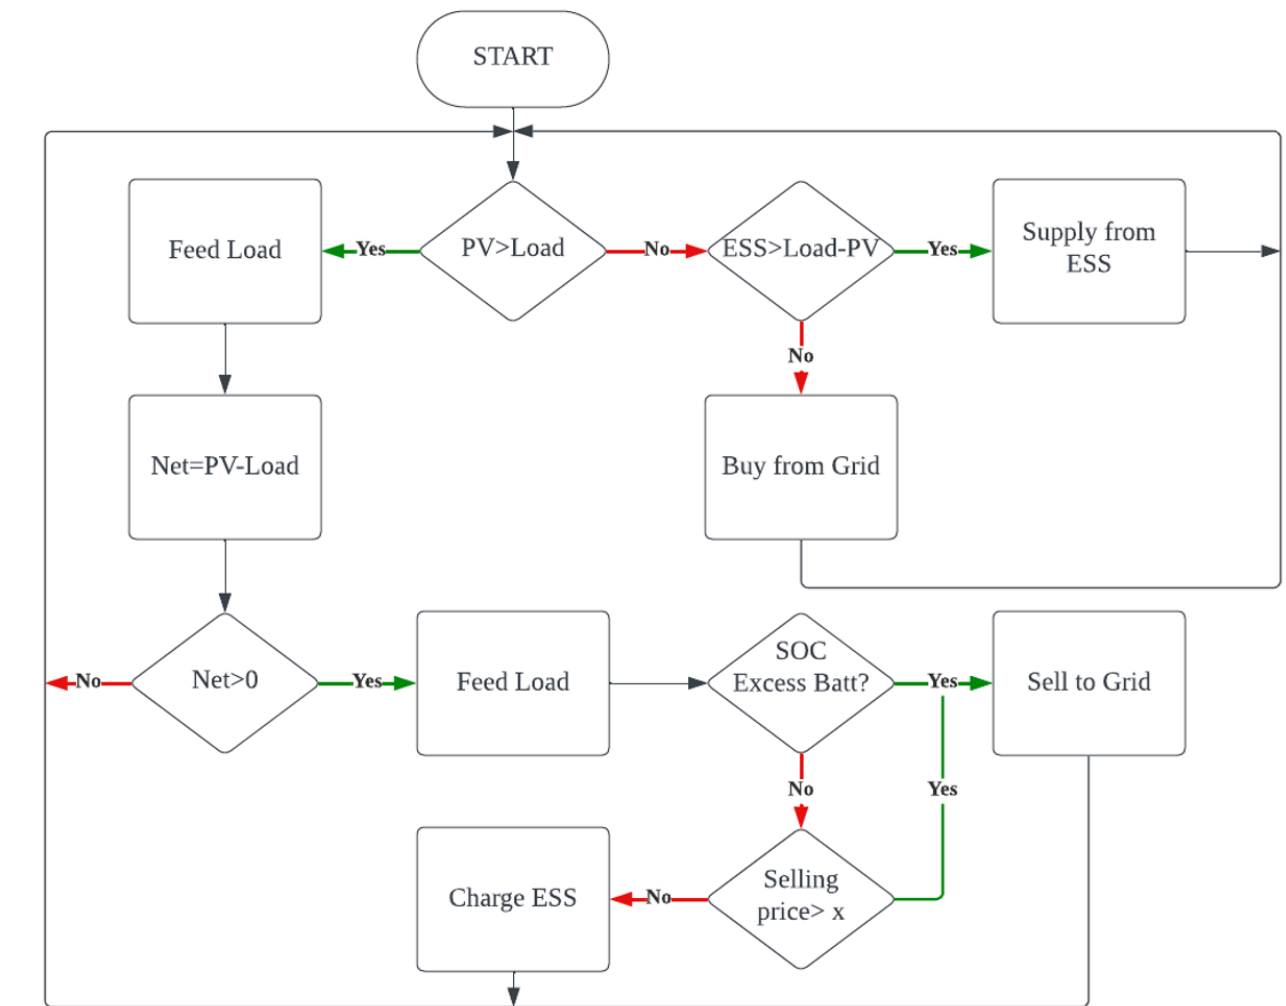 START
Feed Load
Yes
PV>Load
No
ESS>Load-PV
Yes
Supply from
ESS
No
Net=PV-Load
Buy from Grid
No
Net>0
Yes
Feed Load
SOC
Excess Batt?
Yes
Sell to Grid
No
Yes
Charge ESS
No
Selling
price> x